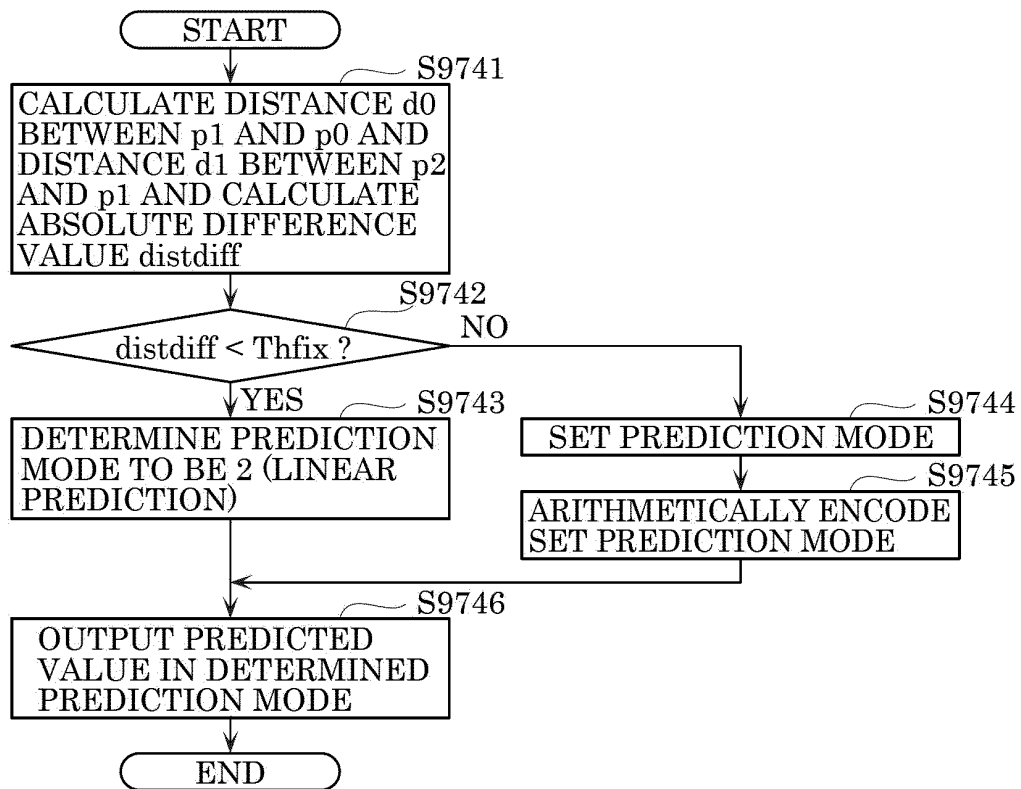 START
S9741
CALCULATE DISTANCE d0
BETWEEN p1 AND p0 AND
DISTANCE d1 BETWEEN p2
AND p1 AND CALCULATE
ABSOLUTE DIFFERENCE
VALUE distdiff
S9742
distdiff < Thfix ?
NO
YES
S9743
DETERMINE PREDICTION
MODE TO BE 2 (LINEAR
PREDICTION)
S9744
SET PREDICTION MODE
S9745
ARITHMETICALLY ENCODE
SET PREDICTION MODE
S9746
OUTPUT PREDICTED
VALUE IN DETERMINED
PREDICTION MODE
END